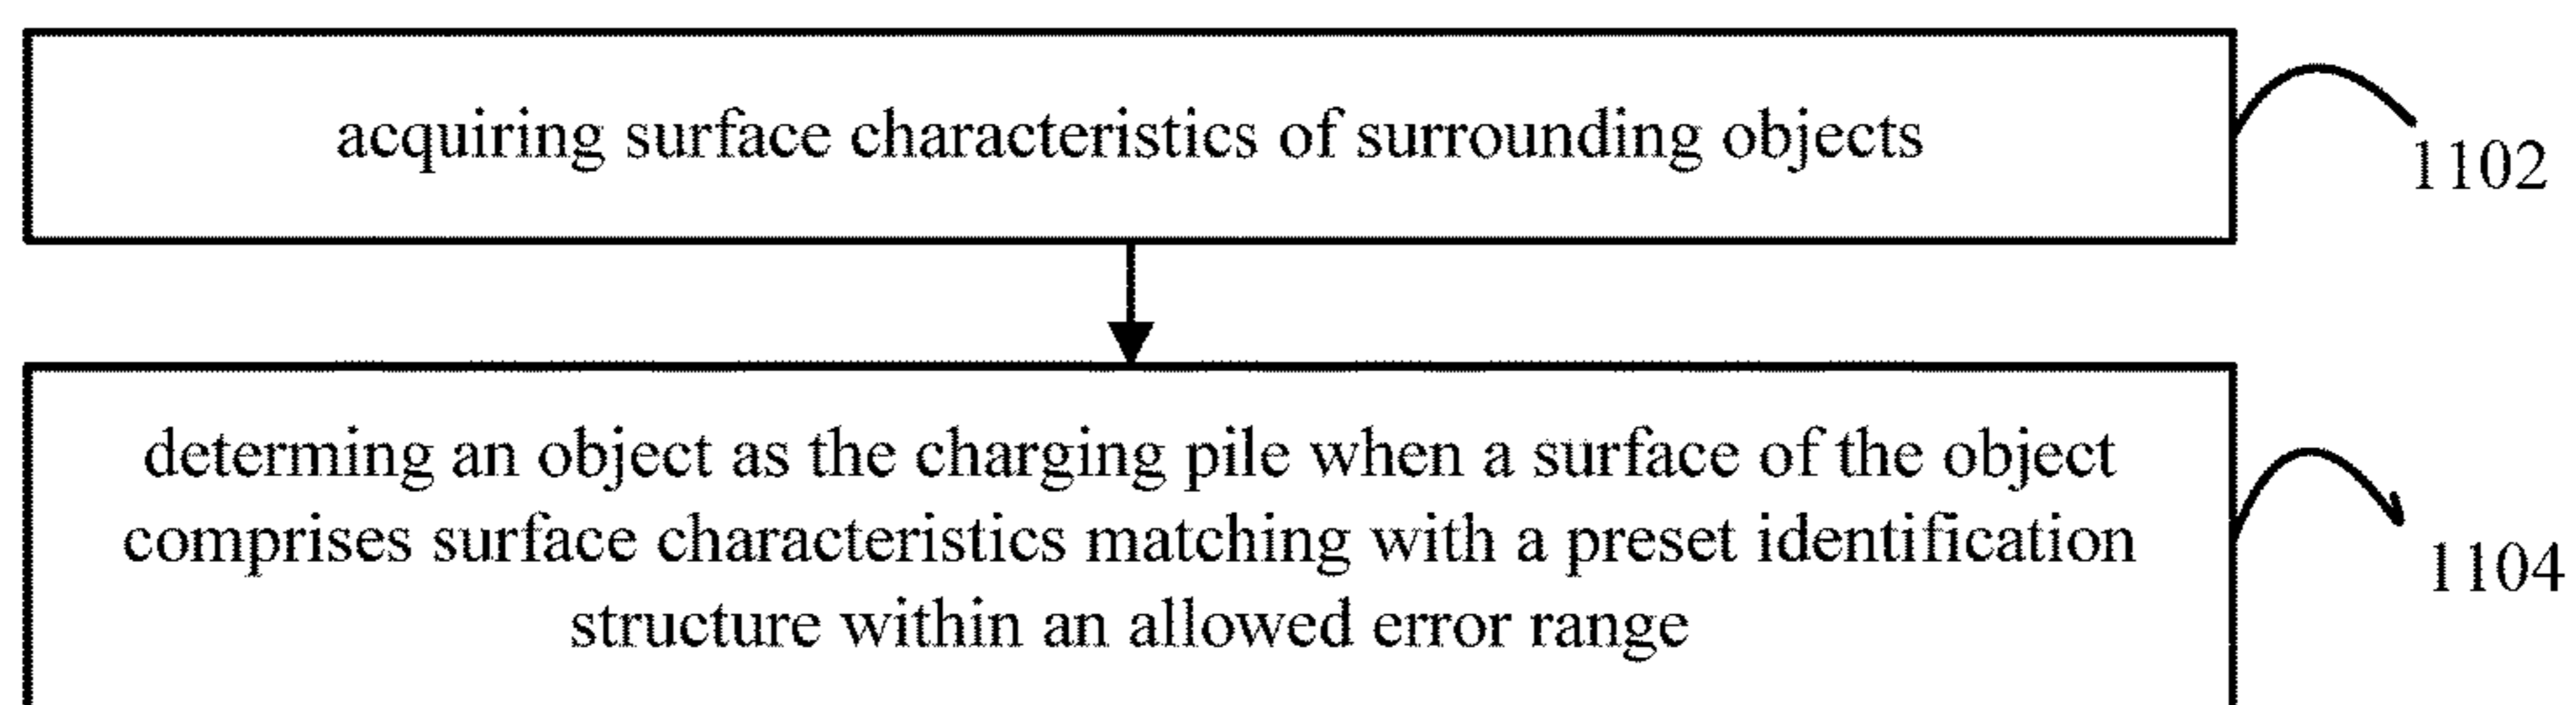 acquiring surface characteristics of surrounding objects
1102
determing an object as the charging pile when a surface of the object
comprises surface characteristics matching with a preset identification
structure within an allowed error range
1104